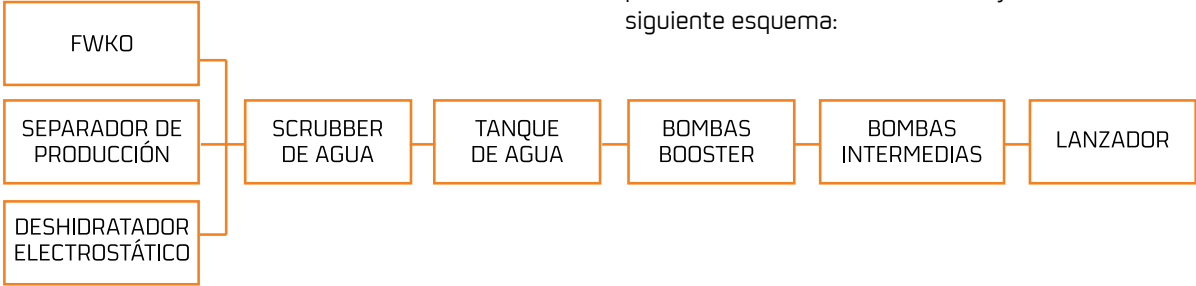 siguiente esquema:
FWKO
SEPARADOR DE
PRODUCCIÓN
DESHIDRATADOR
ELECTROSTÁTICO
SCRUBBER
DE AGUA
TANQUE
DE AGUA
BOMBAS
BOOSTER
BOMBAS
INTERMEDIAS
LANZADOR